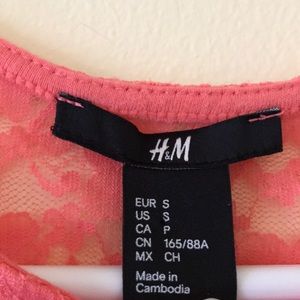 H&M
EUR S
US S
CA P
CN 165/88A
MX CH
Made in
Cambodia